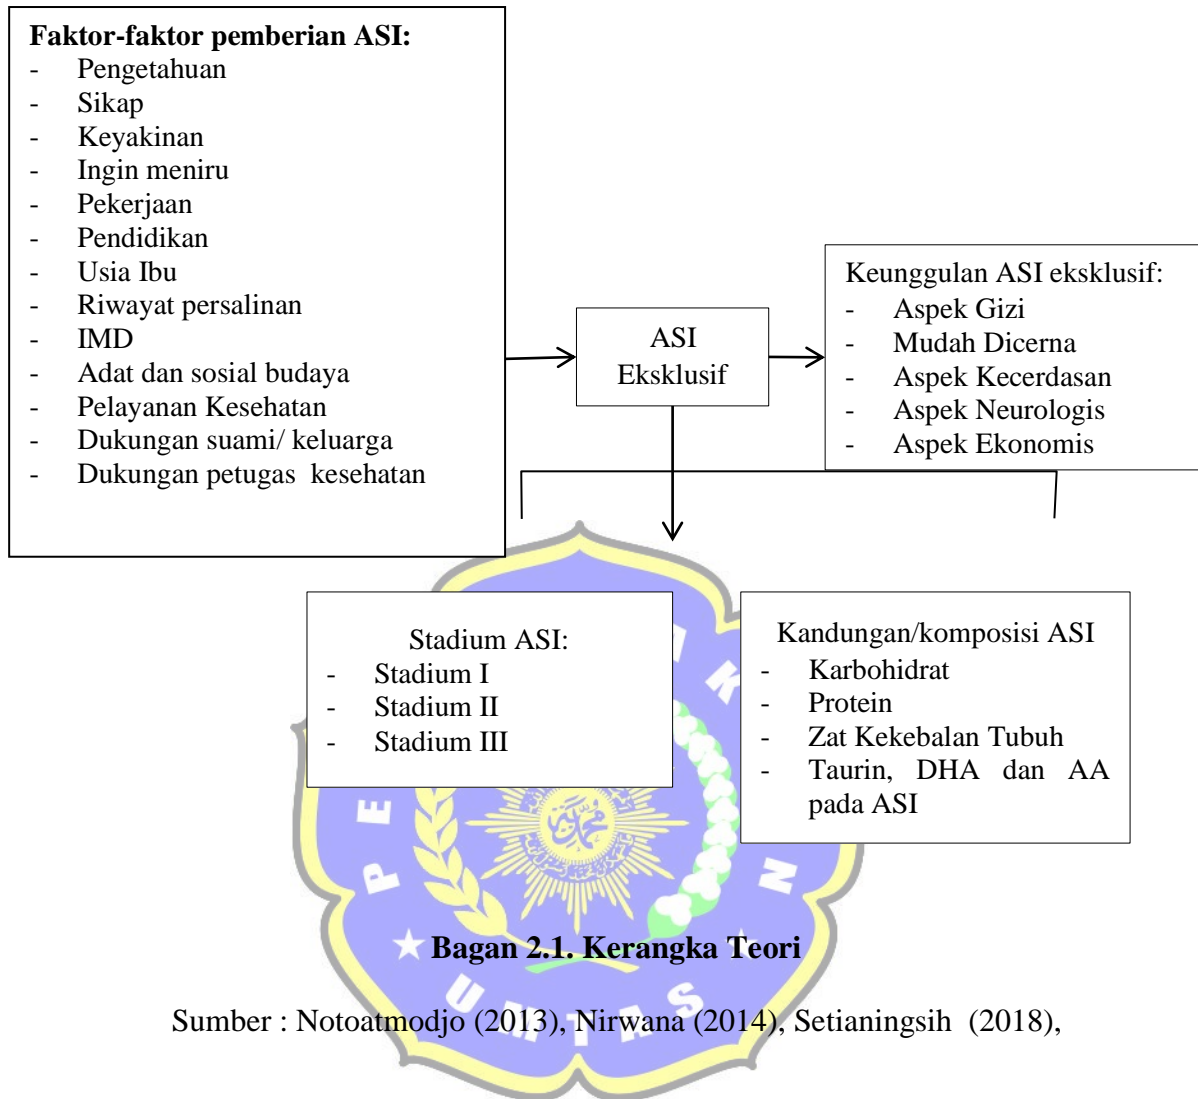 Faktor-faktor pemberian ASI:
- Pengetahuan
- Sikap
- Keyakinan
- Ingin meniru
- Pekerjaan
- Pendidikan
- Usia Ibu
- Riwayat persalinan
- IMD
- Adat dan sosial budaya
- Pelayanan Kesehatan
- Dukungan suami/ keluarga
- Dukungan petugas kesehatan
ASI
Eksklusif
Keunggulan ASI eksklusif:
- Aspek Gizi
- Mudah Dicerna
- Aspek Kecerdasan
- Aspek Neurologis
- Aspek Ekonomis
Stadium ASI:
- Stadium I
- Stadium II
- Stadium III
Kandungan/komposisi ASI
- Karbohidrat
- Protein
- Zat Kekebalan Tubuh
- Taurin, DHA dan AA
pada ASI
Bagan 2.1. Kerangka Teori
Sumber : Notoatmodjo (2013), Nirwana (2014), Setianingsih (2018),
محمد